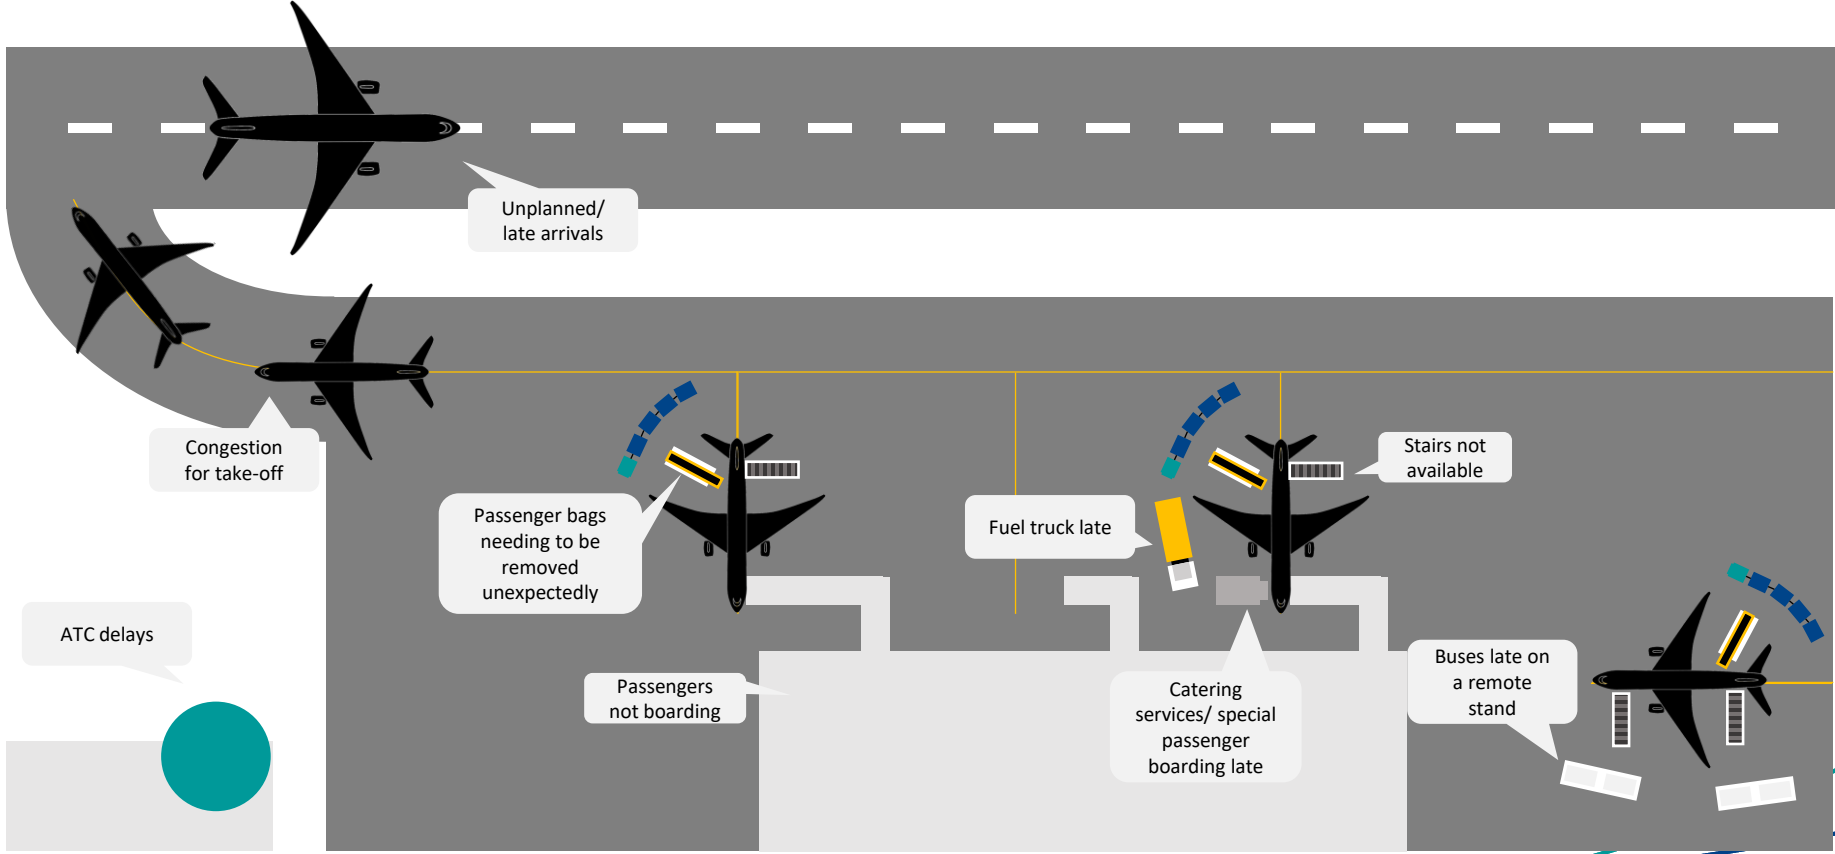 Unplanned/
late arrivals
Congestion
for take-off
Stairs not
available
Passenger bags
needing to be
removed
unexpectedly
Fuel truck late
ATC delays
Passengers
not boarding
Catering
services/ special
passenger
boarding late
Buses late on
a remote
stand